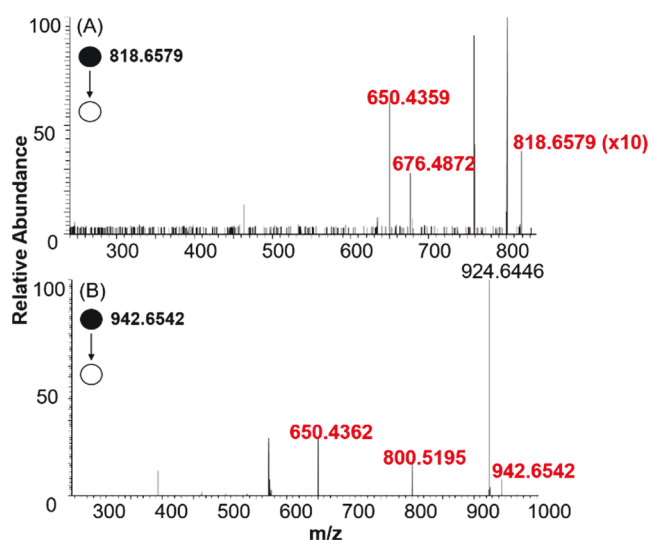 100
(A)
818.6579
650.4359
50
676.4872
818.6579 (x10)
0
300 400 500 600 700 800
Relative Abundance
924.6446
100
(B)
942.6542
50
650.4362
800.5195
942.6542
0
300 400 500 600 700 800 900 1000
m/z